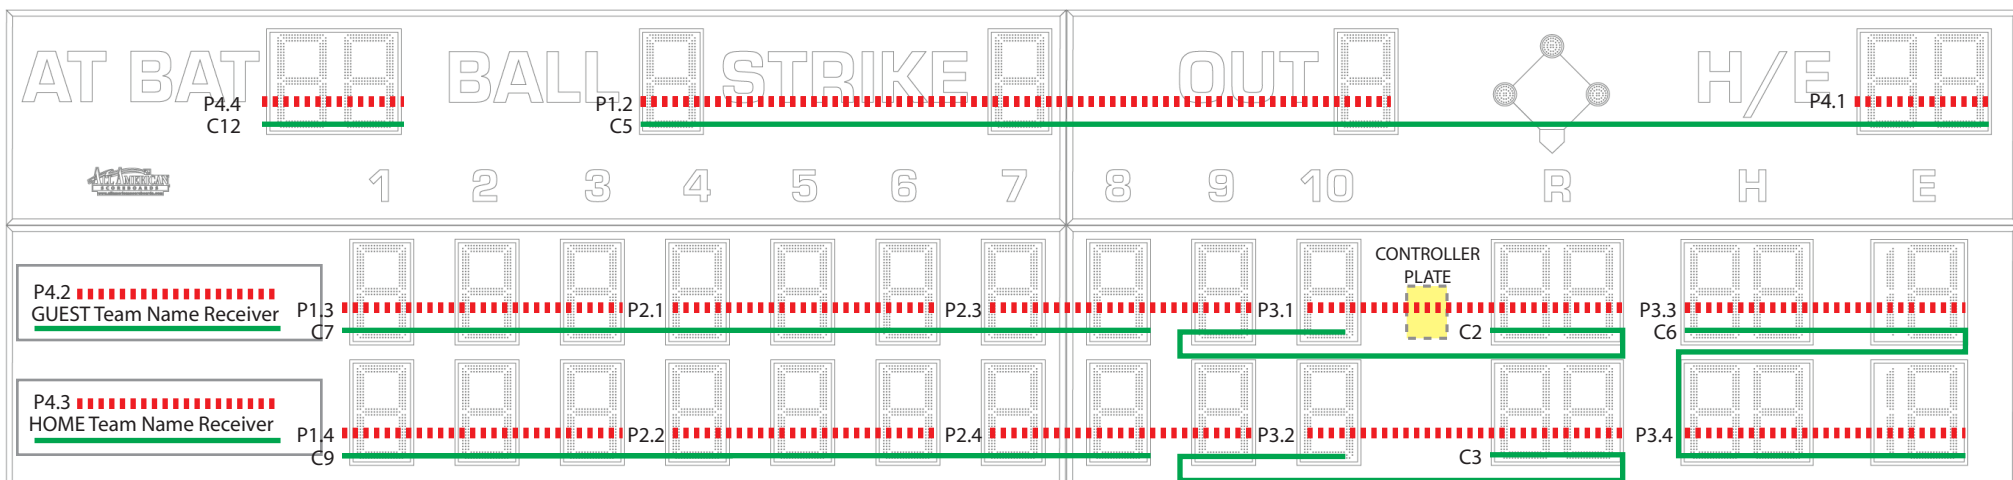 AT BAT BALL STRIKE OUT H/E
P4.4 P1.2 P4.1
C12 C5
ALL AMERICAN
SCOREBOARDS
1 2 3 4 5 6 7 8 9 10 R H E
CONTROLLER
PLATE
P4.2
GUEST Team Name Receiver
P1.3 P2.1 P2.3 P3.1 P3.3
C7 C2 C6
P4.3
HOME Team Name Receiver
P1.4 P2.2 P2.4 P3.2 P3.4
C9 C3